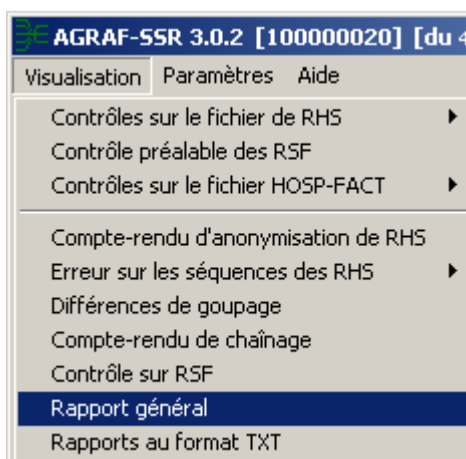 AGRAF-SSR 3.0.2 [100000020] [du 4
Visualisation Paramètres Aide
Contrôles sur le fichier de RHS
Contrôle préalable des RSF
Contrôles sur le fichier HOSP-FACT
Compte-rendu d'anonymisation de RHS
Erreur sur les séquences des RHS
Différences de goupage
Compte-rendu de chaînage
Contrôle sur RSF
Rapport général
Rapports au format TXT